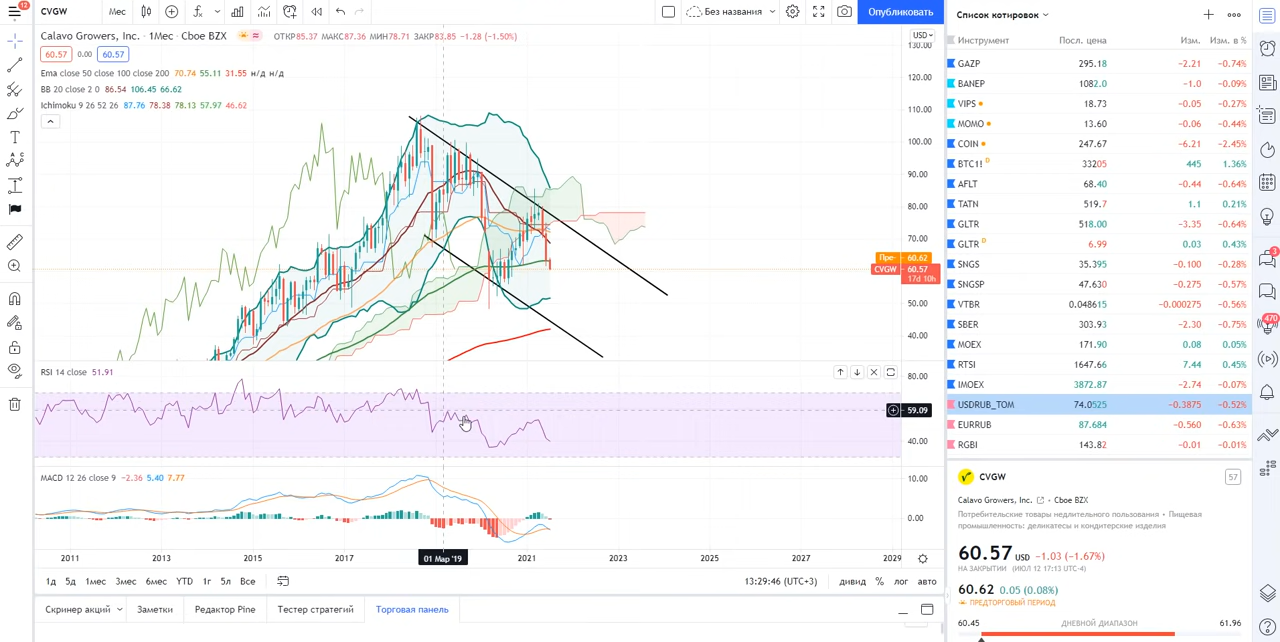 12
CVGW
Мес
Без названия
Опубликовать
Calavo Growers, Inc. · 1Мес · Cboe BZX
ОТКР85.37 МАКС87.36 МИН78.71 ЗАКР83.85 −1.28 (−1.50%)
60.57 0.00 60.57
Ema close 50 close 100 close 200 70.74 55.11 31.55 н/д н/д
BB 20 close 2 0 86.54 106.45 66.62
Ichimoku 9 26 52 26 87.76 78.38 78.13 57.97 46.62
USD
130.00
120.00
110.00
100.00
90.00
80.00
70.00
Пре- 60.62
CVGW 60.57
17d 10h
50.00
40.00
RSI 14 close 51.91
80.00
59.09
40.00
MACD 12 26 close 9 −2.36 5.40 7.77
10.00
0.00
2011 2013 2015 2017 01 Мар '19 2021 2023 2025 2027 2029
1д 5д 1мес 3мес 6мес YTD 1г 5л Все
13:29:46 (UTC+3) дивид % лог авто
Скринер акций Заметки Редактор Pine Тестер стратегий Торговая панель
Список котировок
Инструмент Посл. цена Изм. Изм. в %
GAZP 295.18 −2.21 −0.74%
BANEP 1082.0 −1.0 −0.09%
VIPS 18.73 −0.05 −0.27%
MOMO 13.60 −0.06 −0.44%
COIN 247.67 −6.21 −2.45%
BTC1! D 33205 445 1.36%
AFLT 68.40 −0.44 −0.64%
TATN 519.7 1.1 0.21%
GLTR 518.00 −3.35 −0.64%
GLTR D 6.99 0.03 0.43%
SNGS 35.395 −0.100 −0.28%
SNGSP 47.630 −0.275 −0.57%
VTBR 0.048615 −0.000275 −0.56%
SBER 303.93 −2.30 −0.75%
MOEX 171.90 0.08 0.05%
RTSI 1647.66 7.44 0.45%
IMOEX 3872.87 −2.74 −0.07%
USDRUB_TOM 74.0525 −0.3875 −0.52%
EURRUB 87.684 −0.560 −0.63%
RGBI 143.82 −0.01 −0.01%
CVGW 57
Calavo Growers, Inc. • Cboe BZX
Потребительские товары недлительного пользования • Пищевая
промышленность: деликатесы и кондитерские изделия
60.57 USD −1.03 (−1.67%)
НА ЗАКРЫТИИ (ИЮЛ 12 17:13 UTC-4)
60.62 0.05 (0.08%)
ПРЕДТОРГОВЫЙ ПЕРИОД
60.45 ДНЕВНОЙ ДИАПАЗОН 61.96
3
470